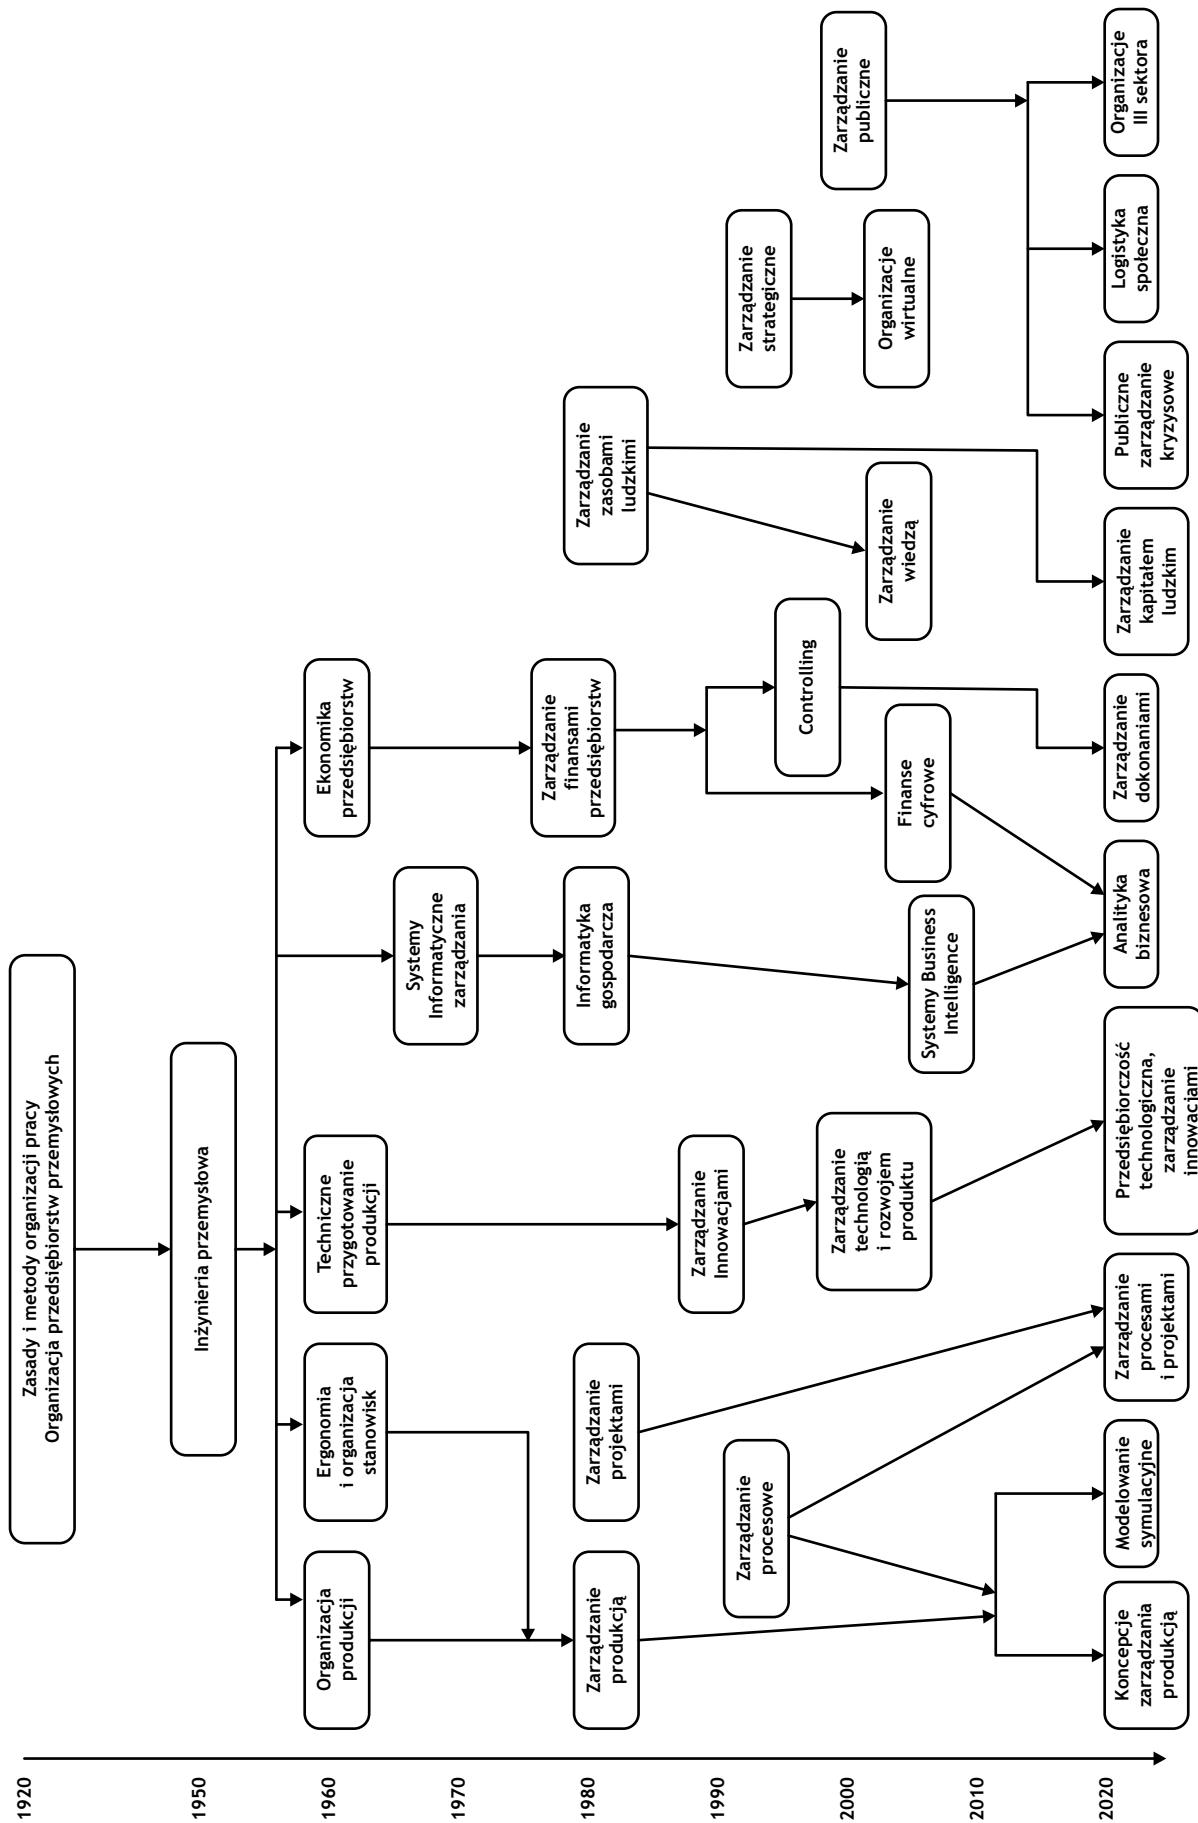 1920
1950
1960
1970
1980
1990
2000
2010
2020
Zasady i metody organizacji pracy
Organizacja przedsiębiorstw przemysłowych
Inżynieria przemysłowa
Organizacja
produkcji
Ergonomia
i organizacja
stanowisk
Techniczne
przygotowanie
produkcji
Ekonomika
przedsiębiorstw
Systemy
Informatyczne
zarządzania
Zarządzanie
produkcją
Zarządzanie
projektami
Informatyka
gospodarcza
Zarządzanie
finansami
przedsiębiorstw
Zarządzanie
zasobami
ludzkimi
Zarządzanie
procesowe
Zarządzanie
Innowacjami
Controlling
Zarządzanie
strategiczne
Zarządzanie
technologią
i rozwojem
produktu
Systemy Business
Intelligence
Finanse
cyfrowe
Zarządzanie
wiedzą
Organizacje
wirtualne
Zarządzanie
publiczne
Koncepcje
zarządzania
produkcją
Modelowanie
symulacyjne
Zarządzanie
procesami
i projektami
Przedsiębiorczość
technologiczna,
zarządzanie
innowacjami
Analityka
biznesowa
Zarządzanie
dokonaniami
Zarządzanie
kapitałem
ludzkim
Publiczne
zarządzanie
kryzysowe
Logistyka
społeczna
Organizacje
III sektora